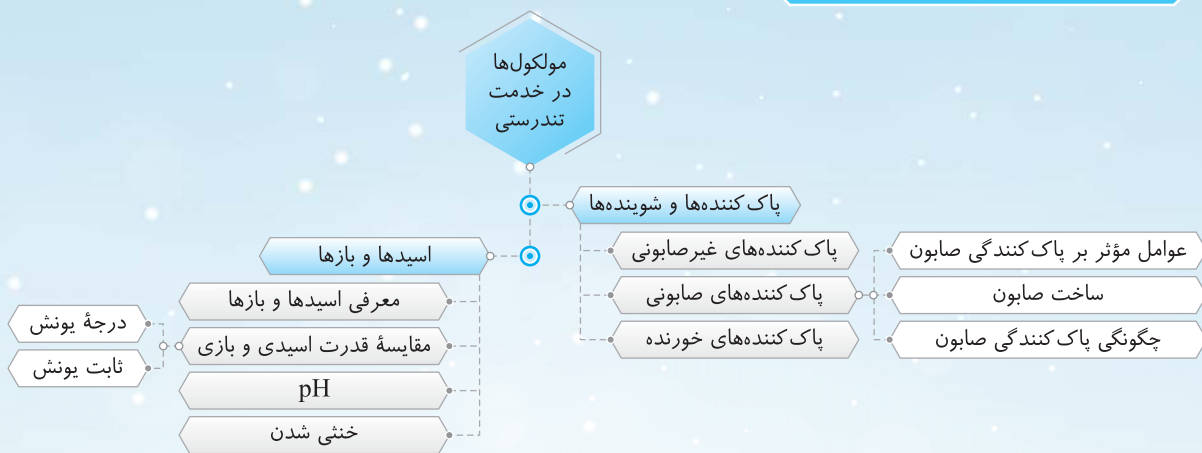 مولکول‌ها
در خدمت
تندرستی
پاک‌کننده‌ها و شوینده‌ها
پاک‌کننده‌های غیرصابونی
پاک‌کننده‌های صابونی
عوامل مؤثر بر پاک‌کنندگی صابون
ساخت صابون
چگونگی پاک‌کنندگی صابون
پاک‌کننده‌های خورنده
اسیدها و بازها
معرفی اسیدها و بازها
مقایسهٔ قدرت اسیدی و بازی
درجهٔ یونش
ثابت یونش
pH
خنثی شدن